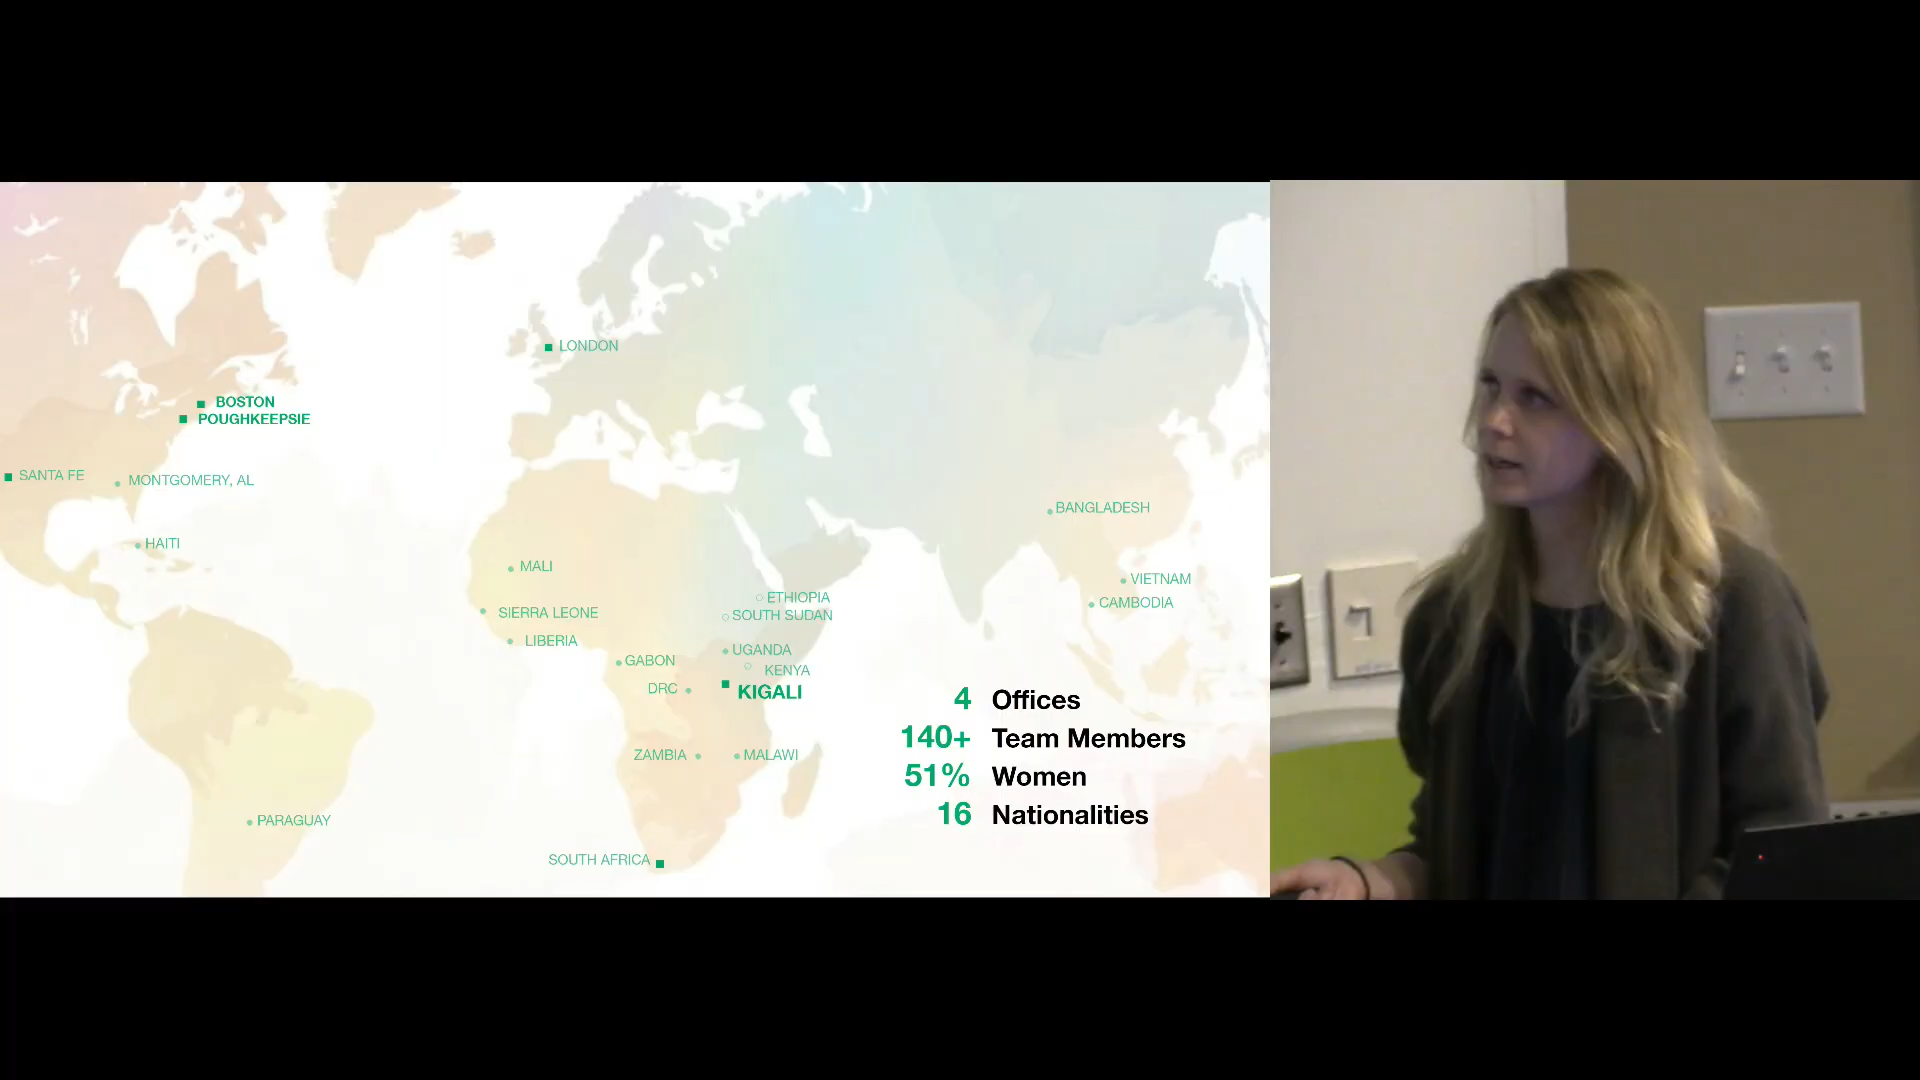 LONDON
BOSTON
POUGHKEEPSIE
SANTA FE
MONTGOMERY, AL
BANGLADESH
HAITI
MALI
VIETNAM
ETHIOPIA
CAMBODIA
SIERRA LEONE
SOUTH SUDAN
LIBERIA
UGANDA
GABON
KENYA
DRC
KIGALI
4 Offices
140+ Team Members
ZAMBIA
MALAWI
51% Women
16 Nationalities
PARAGUAY
SOUTH AFRICA